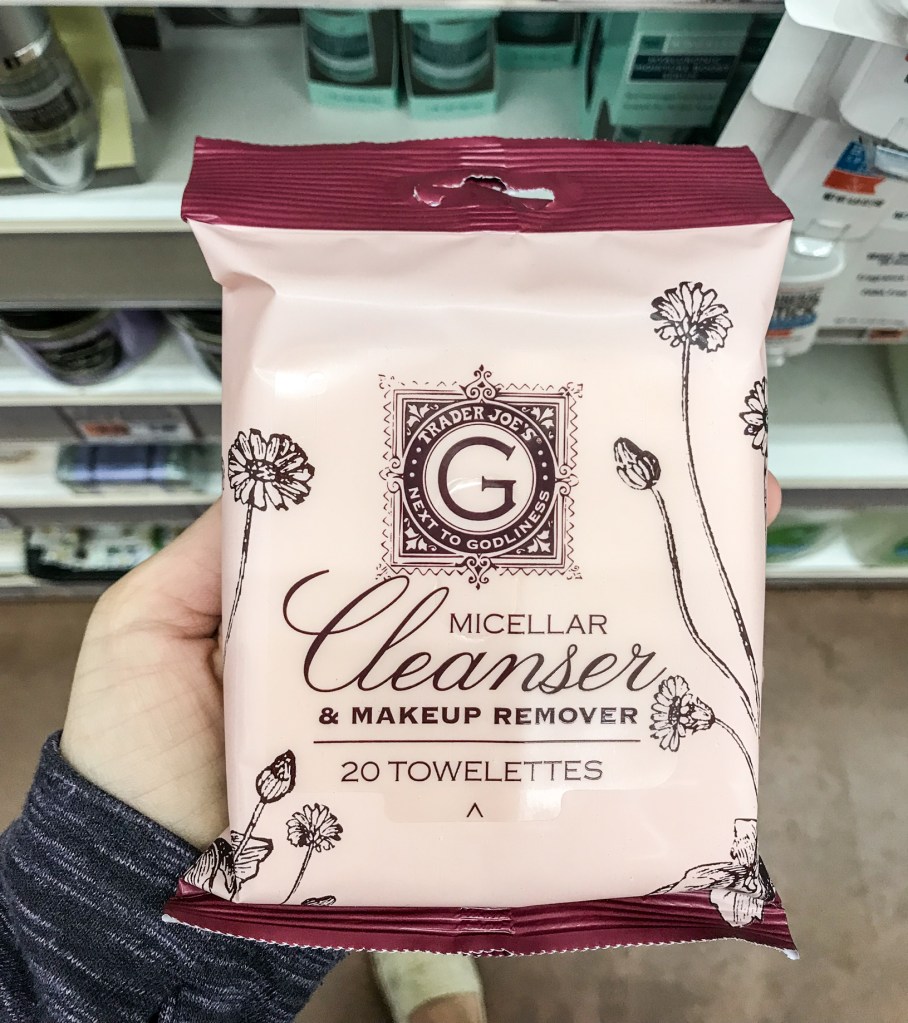 TRADER JOE'S®
G
NEXT TO GODLINESS
MICELLAR
Cleanser
& MAKEUP REMOVER
20 TOWELETTES